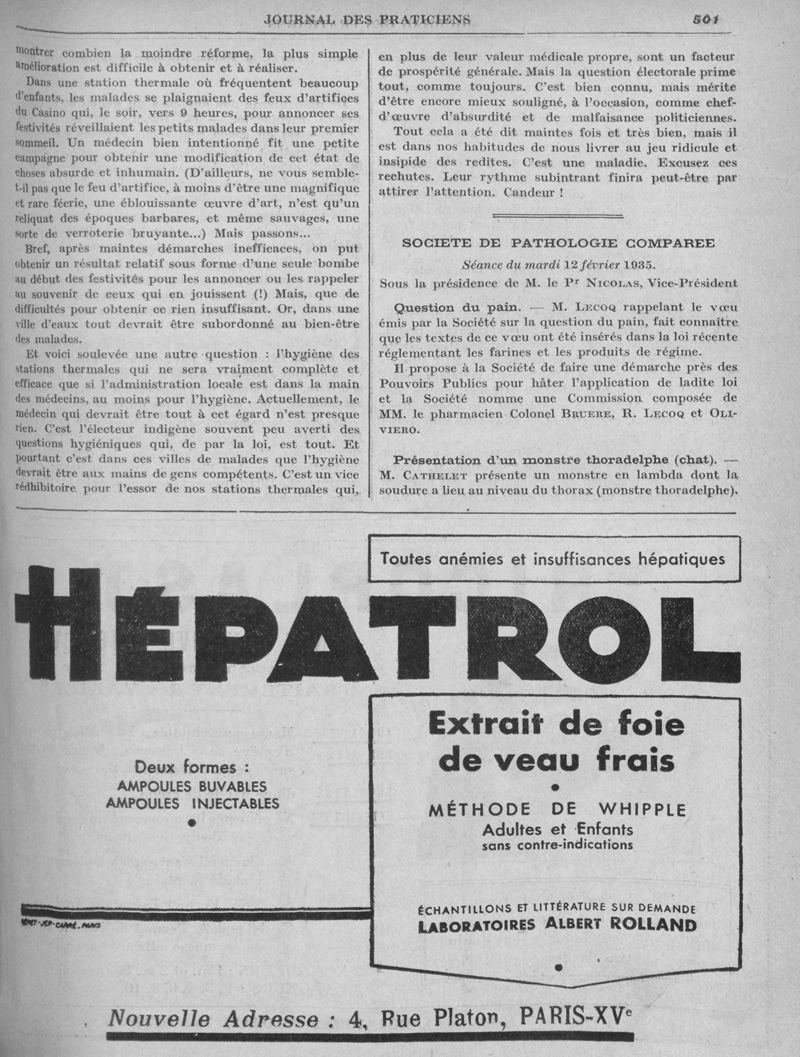 JOURNAL DES PRATICIENS 501
montrer combien la moindre réforme, la plus simple
amélioration est difficile à obtenir et à réaliser.
Dans une station thermale où fréquentent beaucoup
d'enfants, les malades se plaignaient des feux d'artifices
du Casino qui, le soir, vers 9 heures, pour annoncer ses
festivités réveillaient les petits malades dans leur premier
sommeil. Un médecin bien intentionné fit une petite
campagne pour obtenir une modification de cet état de
choses absurde et inhumain. (D'ailleurs, ne vous semble-
t-il pas que le feu d'artifice, à moins d'être une magnifique
et rare féerie, une éblouissante œuvre d'art, n'est qu'un
reliquat des époques barbares, et même sauvages, une
sorte de verroterie bruyante...) Mais passons...
Bref, après maintes démarches inefficaces, on put
obtenir un résultat relatif sous forme d'une seule bombe
au début des festivités pour les annoncer ou les rappeler
au souvenir de ceux qui en jouissent (!) Mais, que de
difficultés pour obtenir ce rien insuffisant. Or, dans une
ville d'eaux tout devrait être subordonné au bien-être
des malades.
Et voici soulevée une autre question : l'hygiène des
stations thermales qui ne sera vraiment complète et
efficace que si l'administration locale est dans la main
des médecins, au moins pour l'hygiène. Actuellement, le
médecin qui devrait être tout à cet égard n'est presque
rien. C'est l'électeur indigène souvent peu averti des
questions hygiéniques qui, de par la loi, est tout. Et
pourtant c'est dans ces villes de malades que l'hygiène
devrait être aux mains de gens compétents. C'est un vice
rédhibitoire pour l'essor de nos stations thermales qui,
en plus de leur valeur médicale propre, sont un facteur
de prospérité générale. Mais la question électorale prime
tout, comme toujours. C'est bien connu, mais mérite
d'être encore mieux souligné, à l'occasion, comme chef-
d'œuvre d'absurdité et de malfaisance politiciennes.
Tout cela a été dit maintes fois et très bien, mais il
est dans nos habitudes de nous livrer au jeu ridicule et
insipide des redites. C'est une maladie. Excusez ces
rechutes. Leur rythme subintrant finira peut-être par
attirer l'attention. Candeur !
SOCIETE DE PATHOLOGIE COMPAREE
Séance du mardi 12 février 1935.
Sous la présidence de M. le Pr NICOLAS, Vice-Président
Question du pain. — M. LECOQ rappelant le vœu
émis par la Société sur la question du pain, fait connaître
que les textes de ce vœu ont été insérés dans la loi récente
réglementant les farines et les produits de régime.
Il propose à la Société de faire une démarche près des
Pouvoirs Publics pour hâter l'application de ladite loi
et la Société nomme une Commission composée de
MM. le pharmacien Colonel BRUERE, R. LECOQ et OLI-
VIERO.
Présentation d'un monstre thoradelphe (chat). —
M. CATHELET présente un monstre en lambda dont la
soudure a lieu au niveau du thorax (monstre thoradelphe).
Toutes anémies et insuffisances hépatiques
HÉPATROL
Deux formes :
AMPOULES BUVABLES
AMPOULES INJECTABLES
Extrait de foie
de veau frais
MÉTHODE DE WHIPPLE
Adultes et Enfants
sans contre-indications
ÉCHANTILLONS ET LITTÉRATURE SUR DEMANDE
LABORATOIRES ALBERT ROLLAND
Nouvelle Adresse : 4, Rue Platon, PARIS-XVe